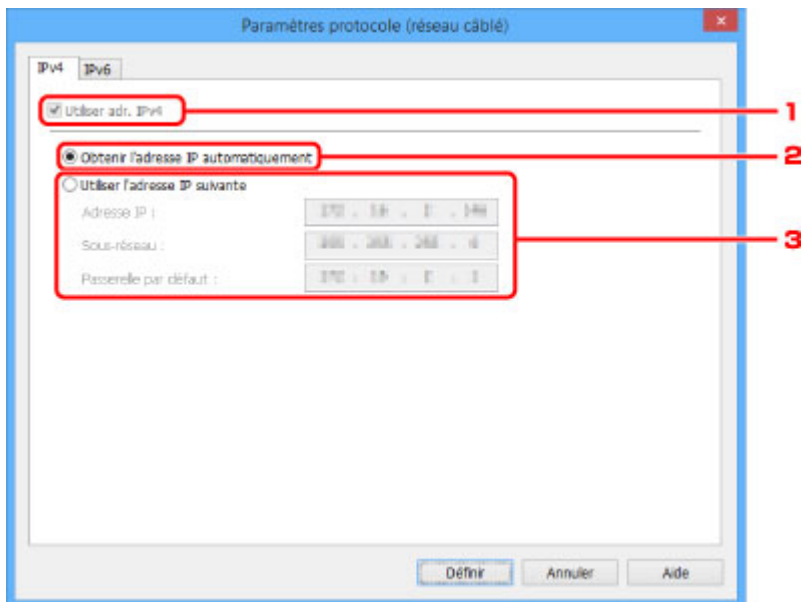 Paramètres protocole (réseau câblé)
IPv4 IPv6
Utiliser adr. IPv4 1
Obtenir l'adresse IP automatiquement 2
Utiliser l'adresse IP suivante
Adresse IP :
Sous-réseau : 3
Passerelle par défaut :
Définir Annuler Aide